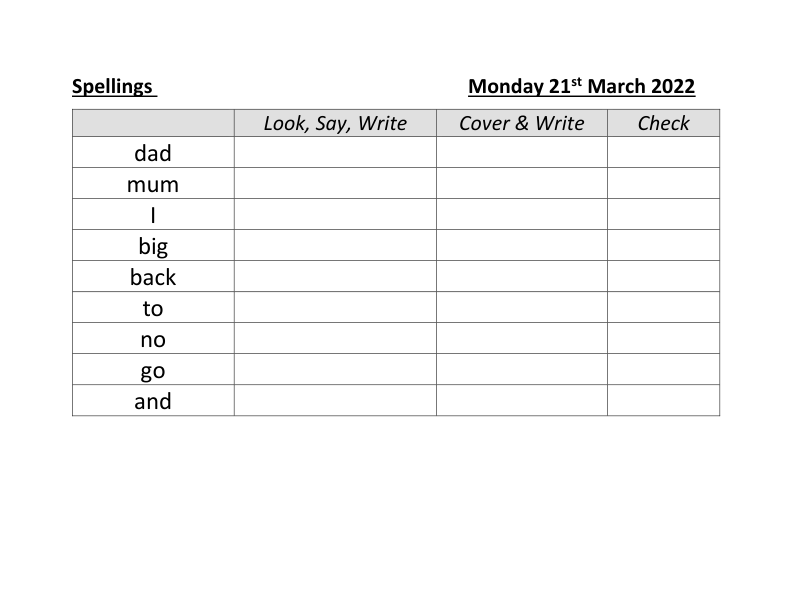 Spellings Monday 21st March 2022
Look, Say, Write Cover & Write Check
dad
mum
I
big
back
to
no
go
and